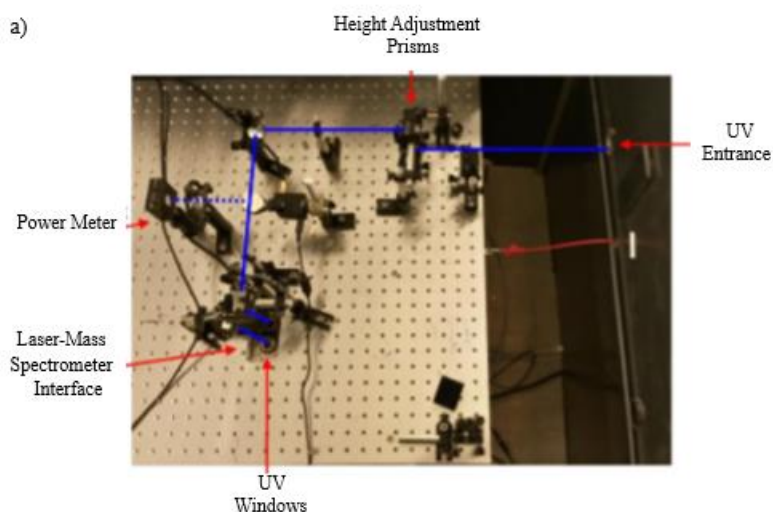 a)
Height Adjustment
Prisms
UV
Entrance
Power Meter
Laser-Mass
Spectrometer
Interface
UV
Windows